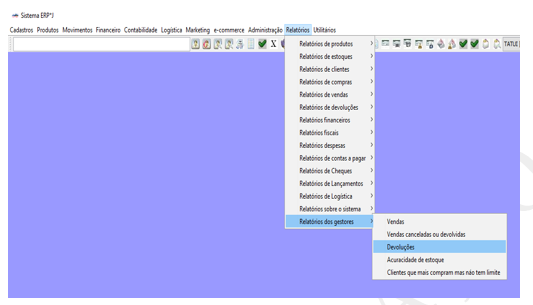 Sistema ERP*J
Cadastros Produtos Movimentos Financeiro Contabilidade Logística Marketing e-commerce Administração Relatórios Utilitários
X TATUI
Relatórios de produtos
Relatórios de estoques
Relatórios de clientes
Relatórios de compras
Relatórios de vendas
Relatórios de devoluções
Relatórios financeiros
Relatórios fiscais
Relatórios despesas
Relatórios de contas a pagar
Relatórios de Cheques
Relatórios de Lançamentos
Relatórios de Logística
Relatórios sobre o sistema
Relatórios dos gestores
Vendas
Vendas canceladas ou devolvidas
Devoluções
Acuracidade de estoque
Clientes que mais compram mas não tem limite